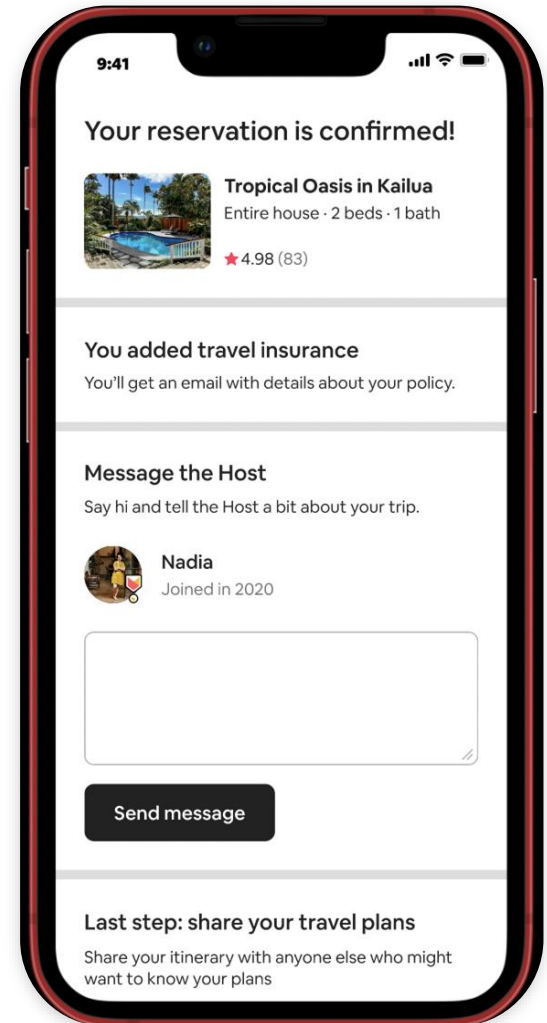 9:41
Your reservation is confirmed!
Tropical Oasis in Kailua
Entire house · 2 beds · 1 bath
4.98 (83)
You added travel insurance
You’ll get an email with details about your policy.
Message the Host
Say hi and tell the Host a bit about your trip.
Nadia
Joined in 2020
Send message
Last step: share your travel plans
Share your itinerary with anyone else who might
want to know your plans